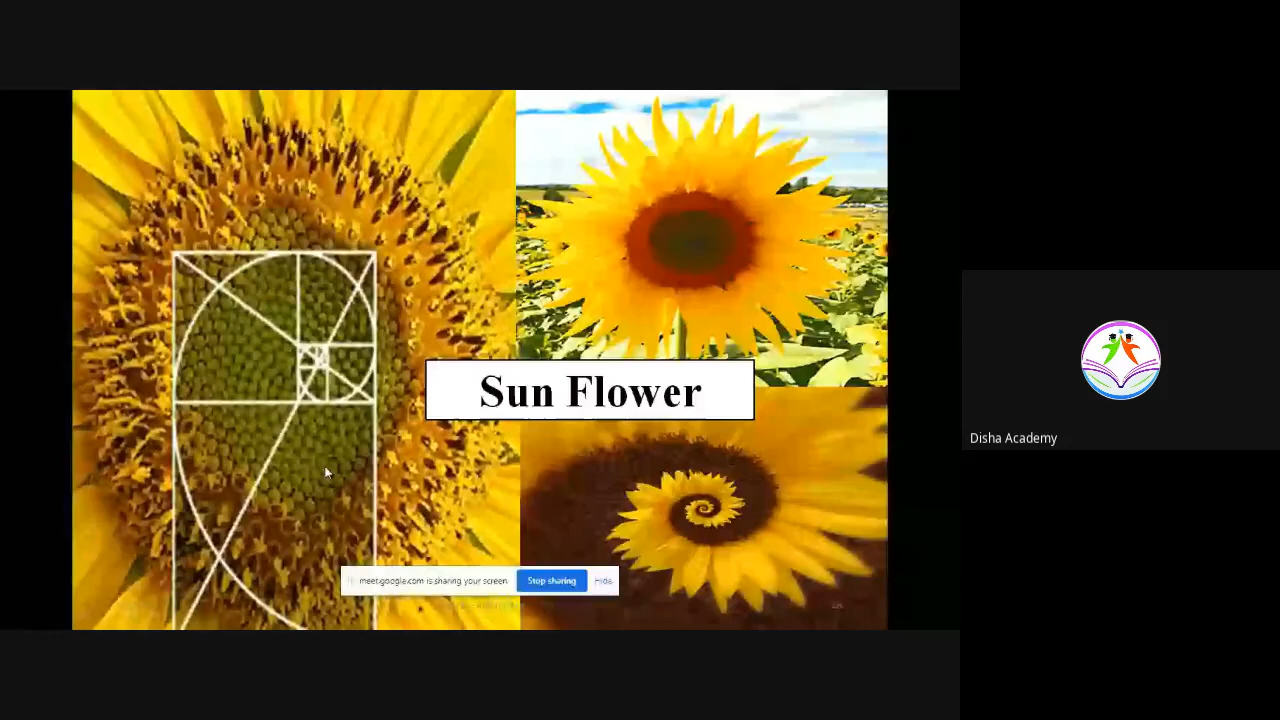 Sun Flower
Disha Academy
meet.google.com is sharing your screen
Stop sharing
Hide